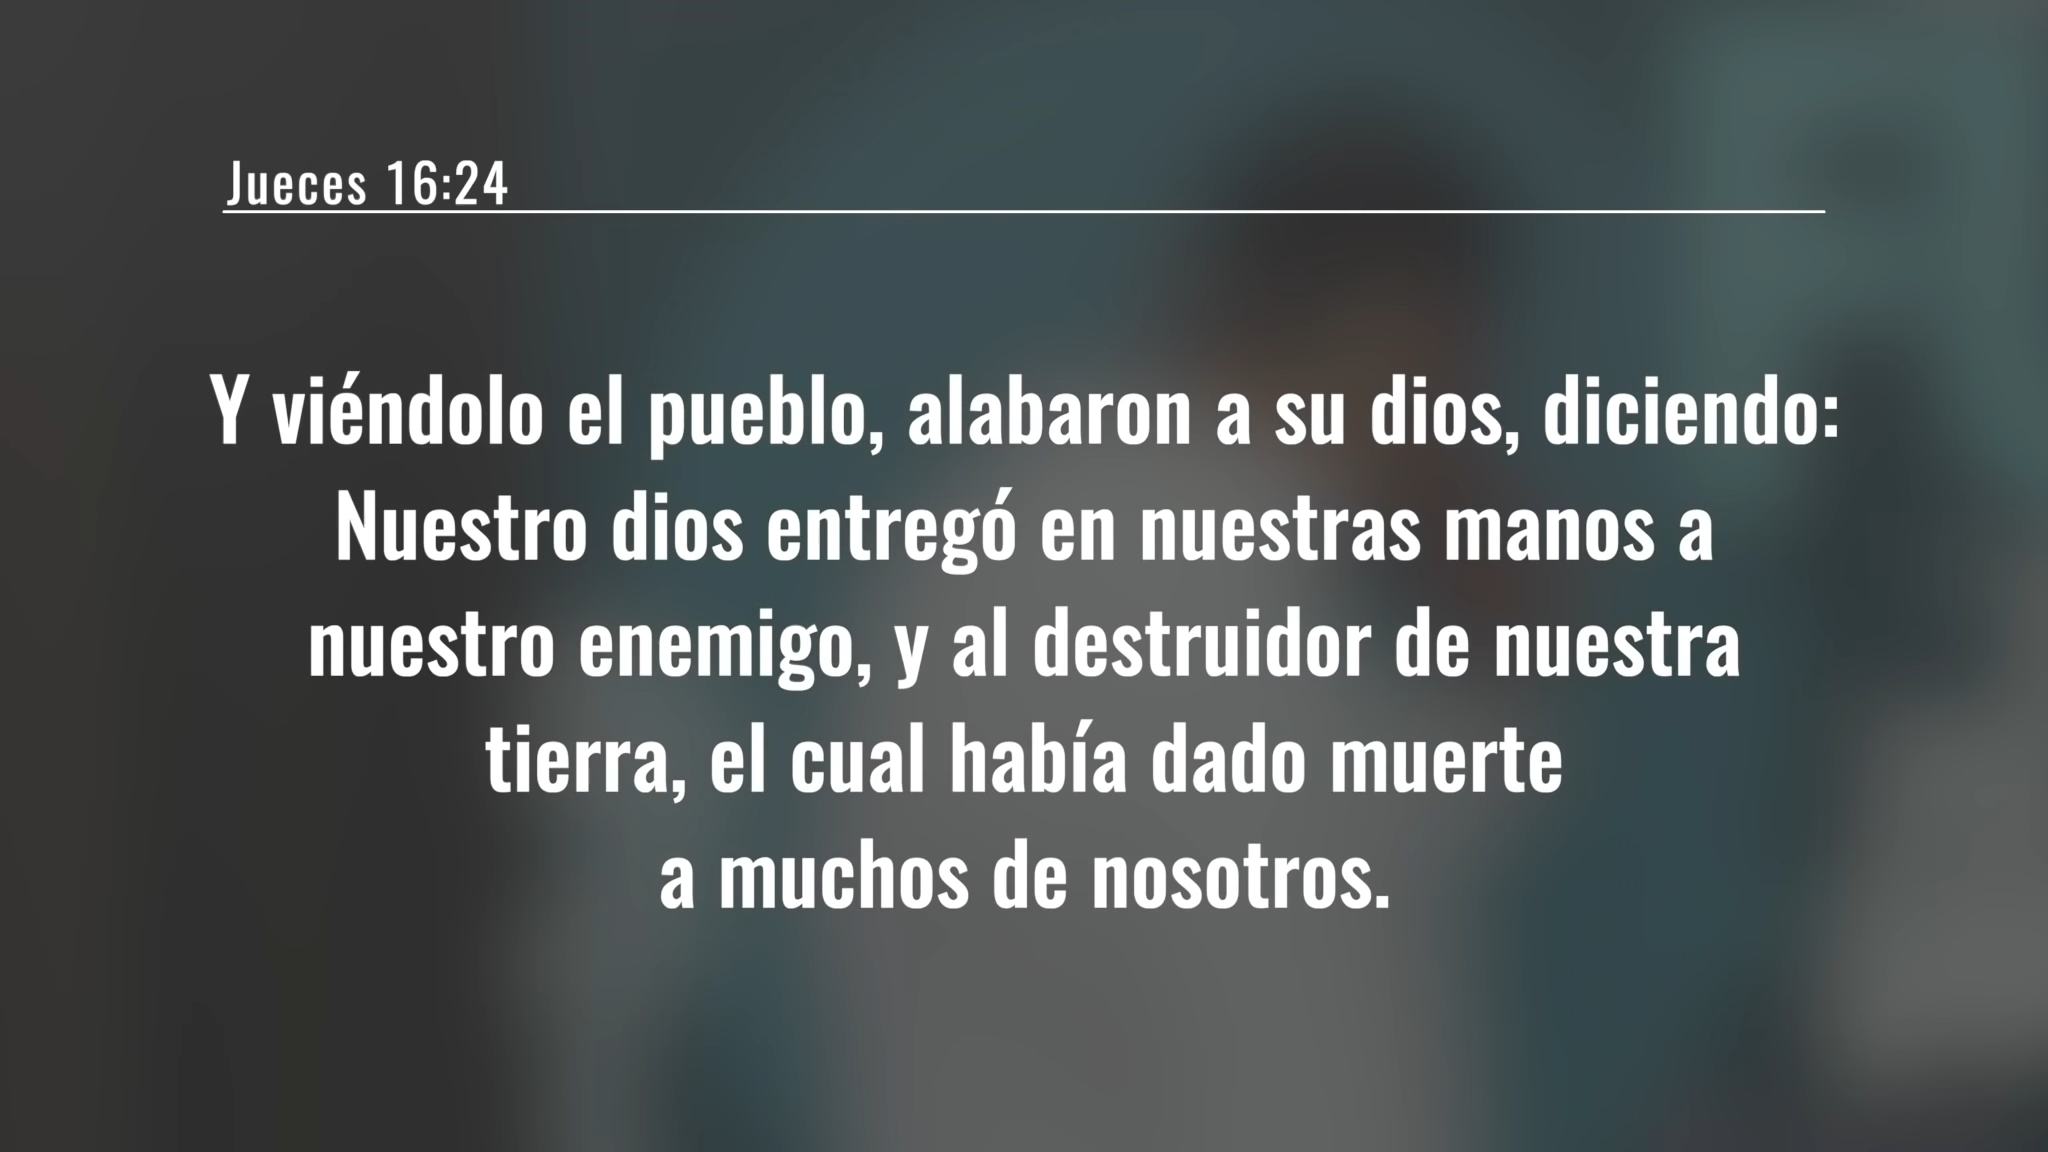 Jueces 16:24
Y viéndolo el pueblo, alabaron a su dios, diciendo:
Nuestro dios entregó en nuestras manos a
nuestro enemigo, y al destruidor de nuestra
tierra, el cual había dado muerte
a muchos de nosotros.